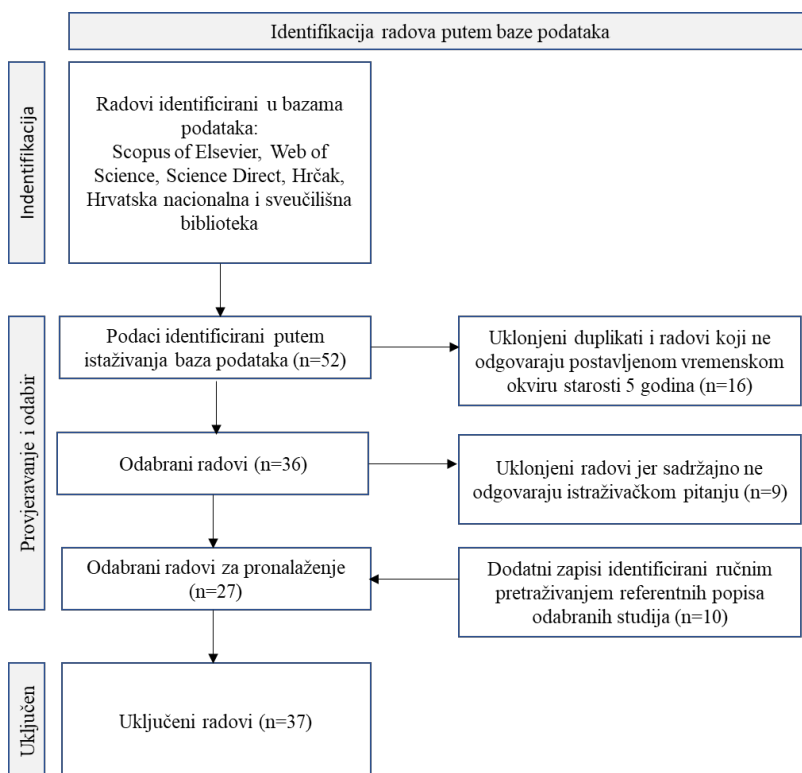 Identifikacija radova putem baze podataka
Indentifikacija
Radovi identificirani u bazama
podataka:
Scopus of Elsevier, Web of
Science, Science Direct, Hrčak,
Hrvatska nacionalna i sveučilišna
biblioteka
Provjeravanje i odabir
Podaci identificirani putem
istaživanja baza podataka (n=52)
Uklonjeni duplikati i radovi koji ne
odgovaraju postavljenom vremenskom
okviru starosti 5 godina (n=16)
Odabrani radovi (n=36)
Uklonjeni radovi jer sadržajno ne
odgovaraju istraživačkom pitanju (n=9)
Odabrani radovi za pronalaženje
(n=27)
Dodatni zapisi identificirani ručnim
pretraživanjem referentnih popisa
odabranih studija (n=10)
Uključen
Uključeni radovi (n=37)